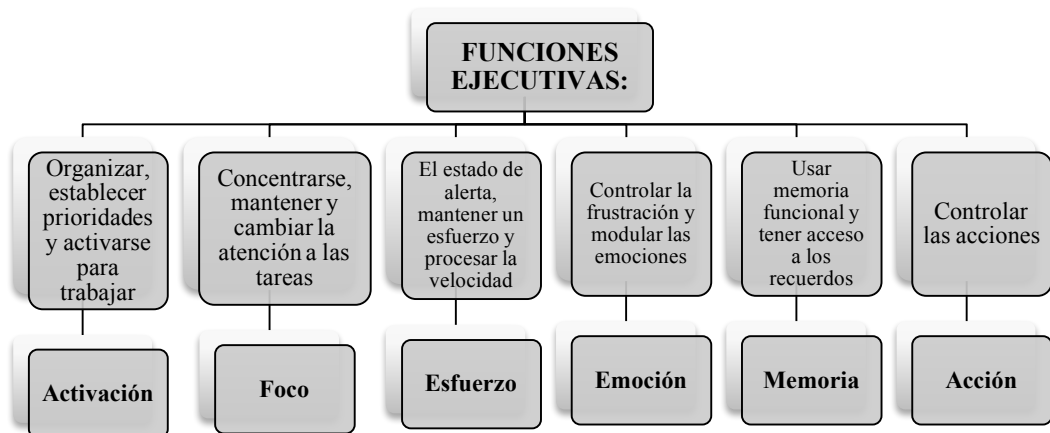 FUNCIONES
EJECUTIVAS:
Organizar,
establecer
prioridades
y activarse
para
trabajar
Concentrarse,
mantener y
cambiar la
atención a las
tareas
El estado de
alerta,
mantener un
esfuerzo y
procesar la
velocidad
Controlar la
frustración y
modular las
emociones
Usar
memoria
funcional y
tener acceso
a los
recuerdos
Controlar
las acciones
Activación
Foco
Esfuerzo
Emoción
Memoria
Acción